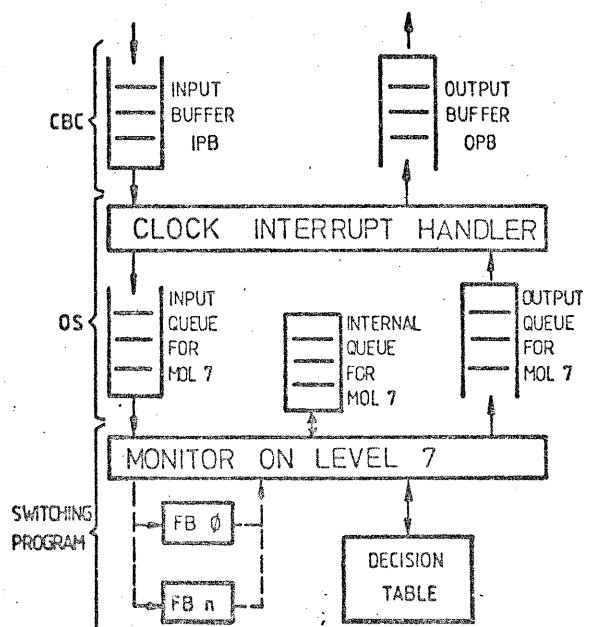 CBC
INPUT
BUFFER
IPB
OUTPUT
BUFFER
OPB
CLOCK INTERRUPT HANDLER
OS
INPUT
QUEUE
FOR
MOL 7
INTERNAL
QUEUE
FOR
MOL 7
OUTPUT
QUEUE
FOR
MOL 7
MONITOR ON LEVEL 7
SWITCHING
PROGRAM
FB Ø
FB n
DECISION
TABLE